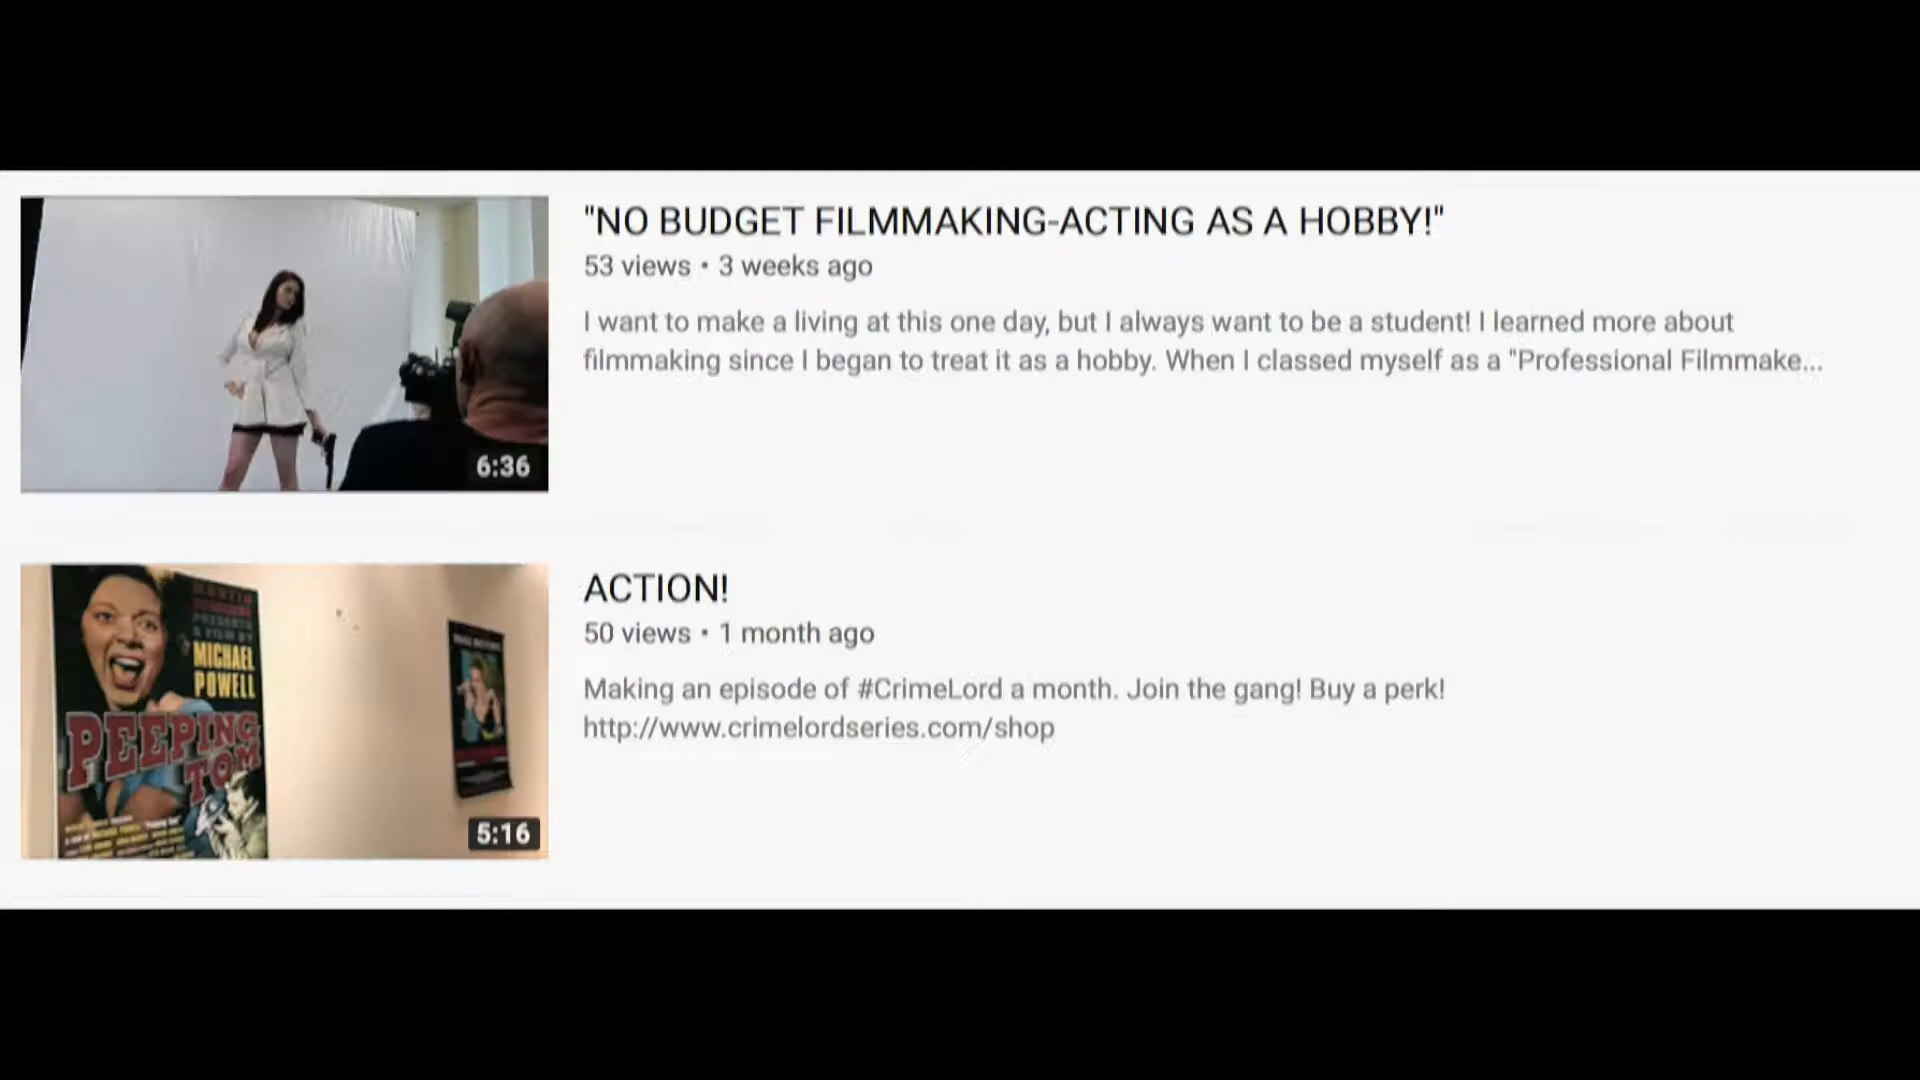 "NO BUDGET FILMMAKING-ACTING AS A HOBBY!"
53 views • 3 weeks ago
I want to make a living at this one day, but I always want to be a student! I learned more about
filmmaking since I began to treat it as a hobby. When I classed myself as a "Professional Filmmake...
6:36
ACTION!
50 views • 1 month ago
Making an episode of #CrimeLord a month. Join the gang! Buy a perk!
http://www.crimelordseries.com/shop
PRESENTS
A FILM BY
MICHAEL
POWELL
PEEPING
TOM
5:16